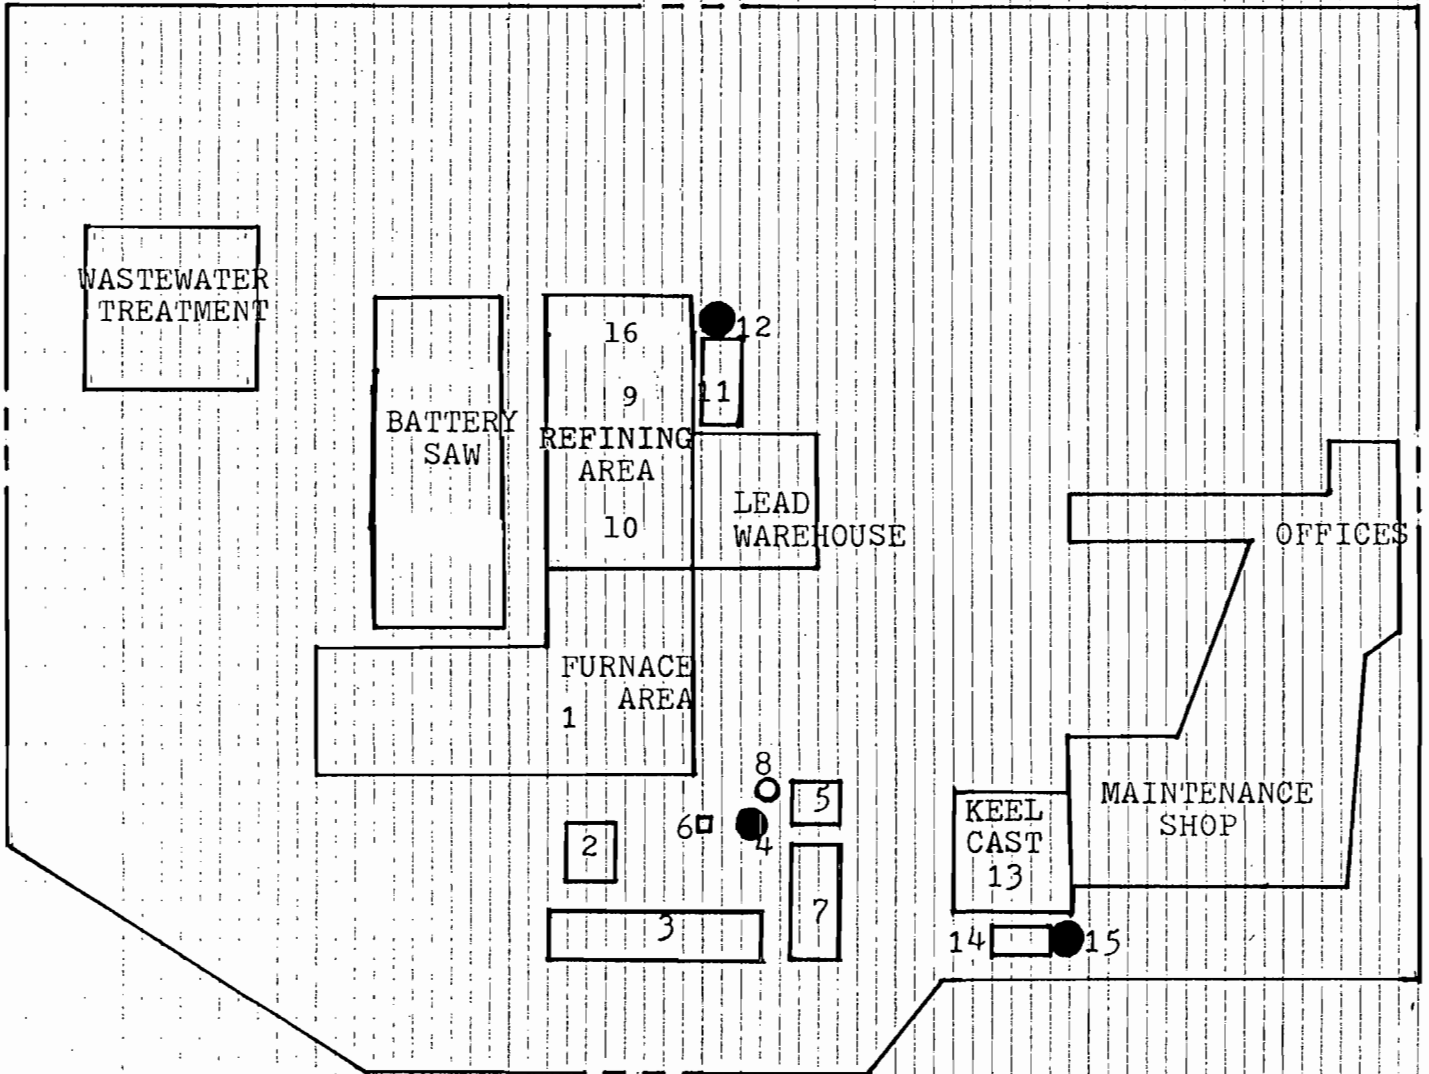 WASTEWATER
TREATMENT
BATTERY
SAW
16
9
REFINING
AREA
10
12
11
LEAD
WAREHOUSE
OFFICES
FURNACE
AREA
1
8
5
6
4
2
7
3
KEEL
CAST
13
MAINTENANCE
SHOP
14
15